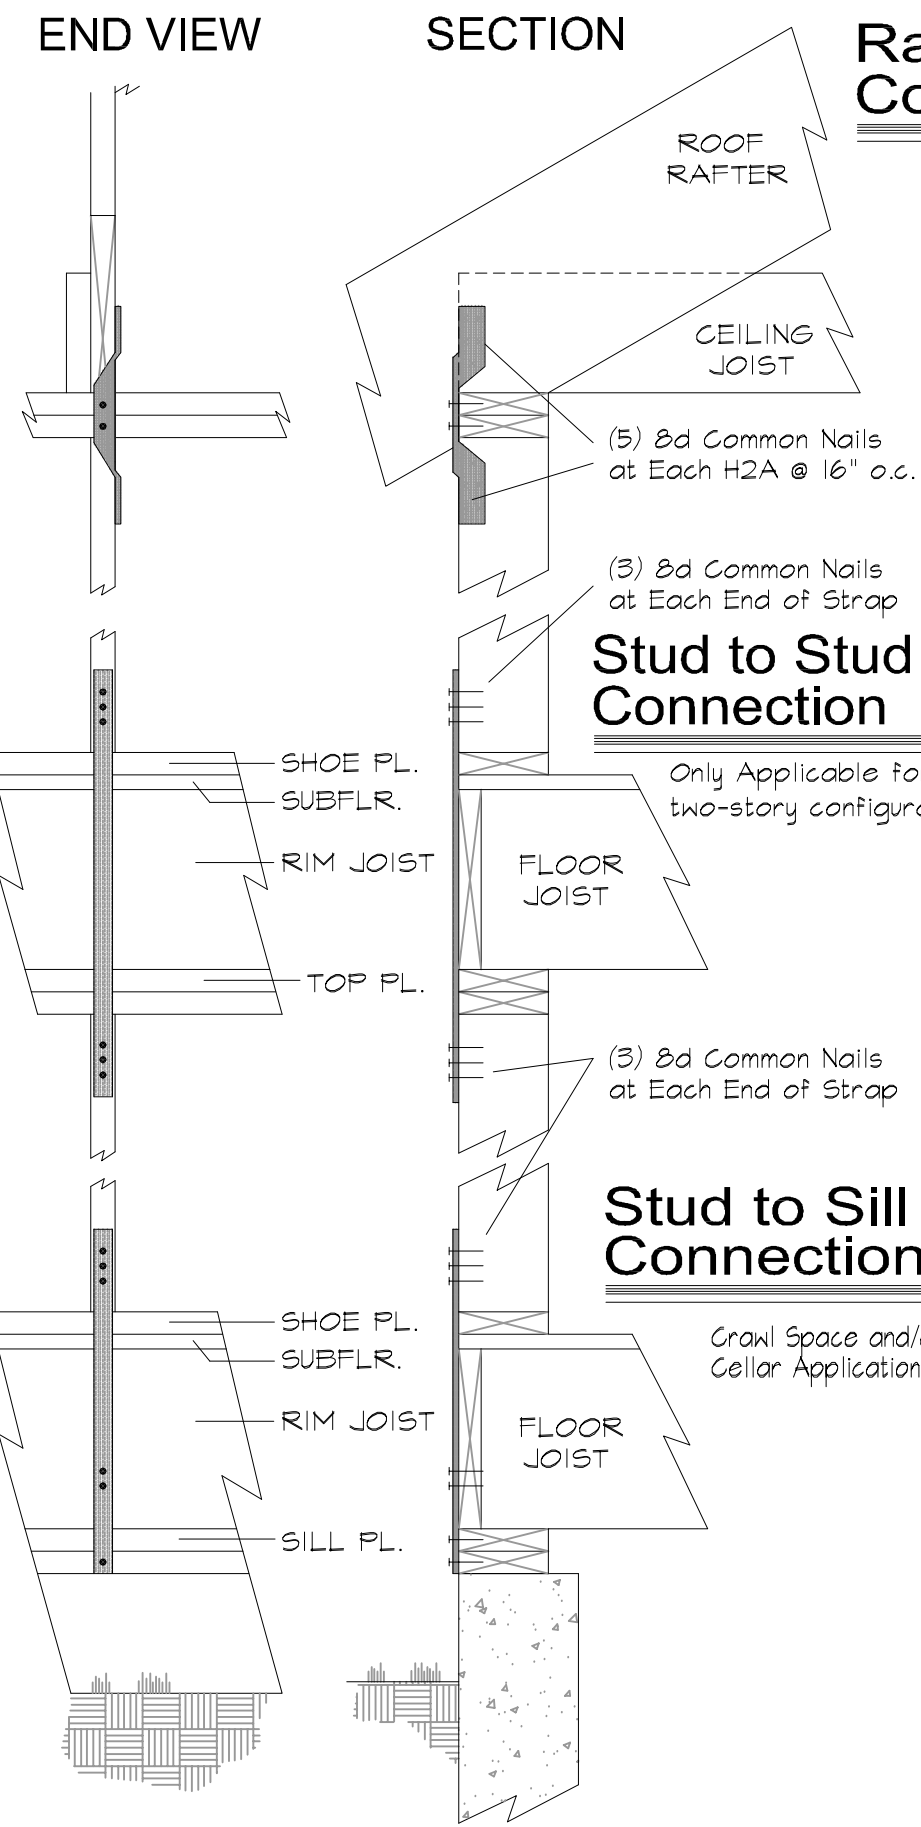 END VIEW
SECTION
ROOF
RAFTER
CEILING
JOIST
(5) 8d Common Nails
at Each H2A @ 16" o.c.
(3) 8d Common Nails
at Each End of Strap
Stud to Stud
Connection
Only Applicable
two-story
SHOE PL.
SUBFLR.
RIM JOIST
TOP PL.
FLOOR
JOIST
(3) 8d Common Nails
at Each End of Strap
Stud to Sill
Connection
Crawl Space
Cellar Application
SHOE PL.
SUBFLR.
RIM JOIST
SILL PL.
FLOOR
JOIST